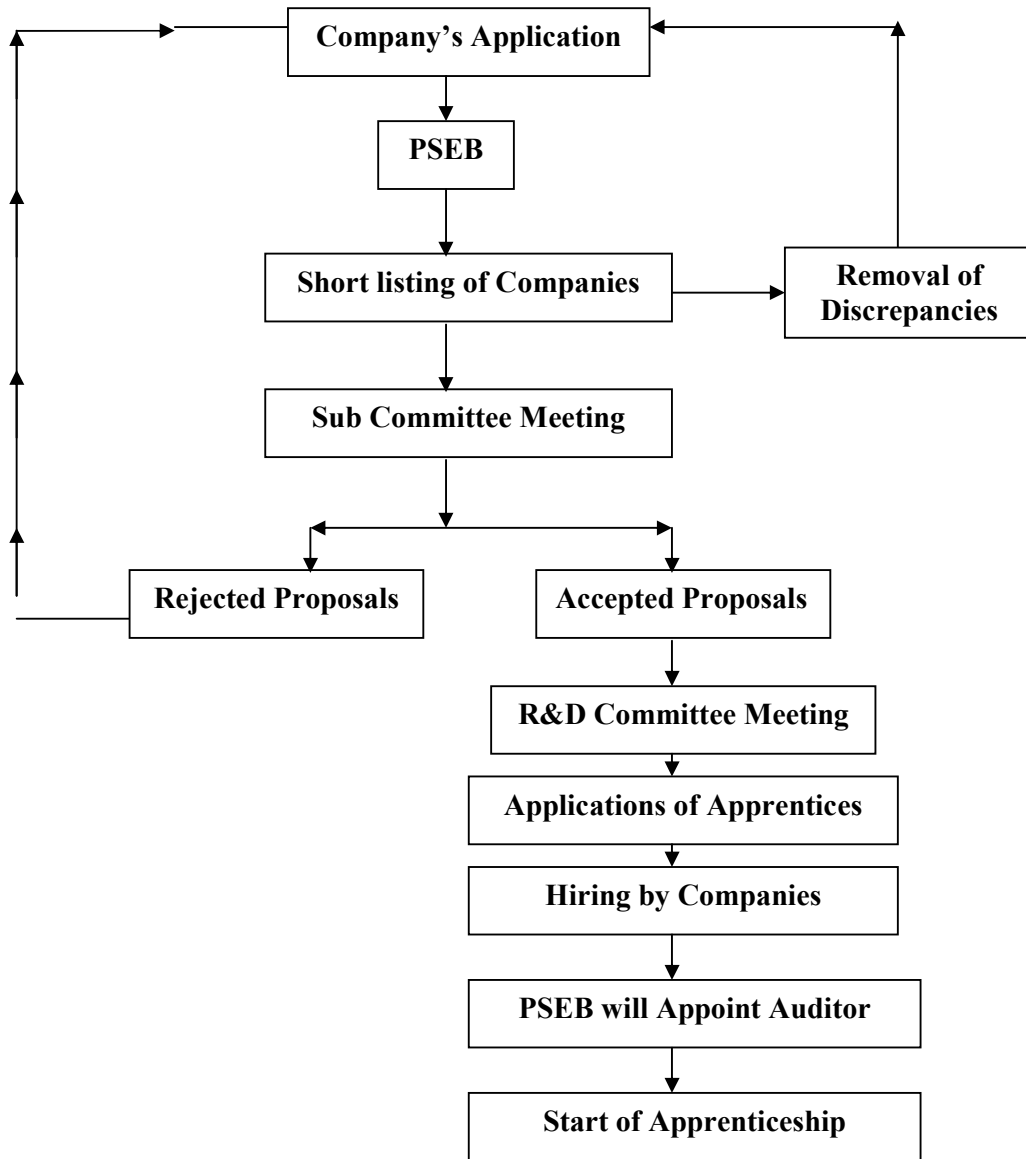 Company’s Application
PSEB
Short listing of Companies
Removal of
Discrepancies
Sub Committee Meeting
Rejected Proposals
Accepted Proposals
R&D Committee Meeting
Applications of Apprentices
Hiring by Companies
PSEB will Appoint Auditor
Start of Apprenticeship